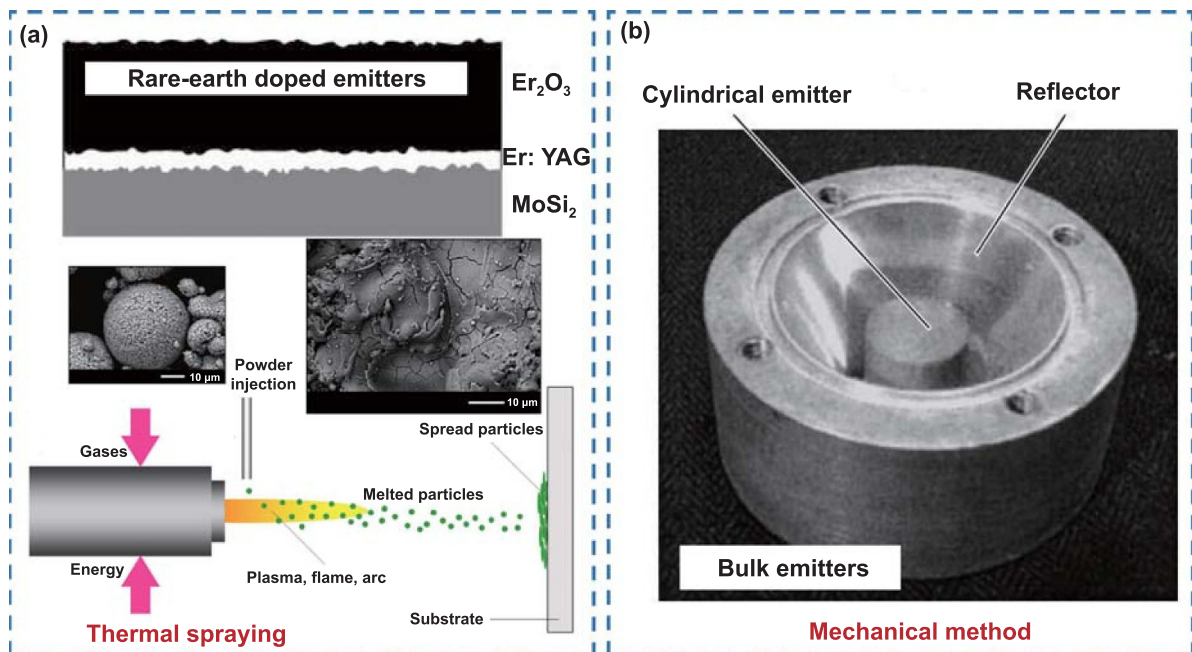 (a)
Rare-earth doped emitters
Er₂O₃
Er: YAG
MoSi₂
10 μm
10 μm
Powder
injection
Gases
Energy
Melted particles
Spread particles
Plasma, flame, arc
Substrate
Thermal spraying
(b)
Cylindrical emitter
Reflector
Bulk emitters
Mechanical method